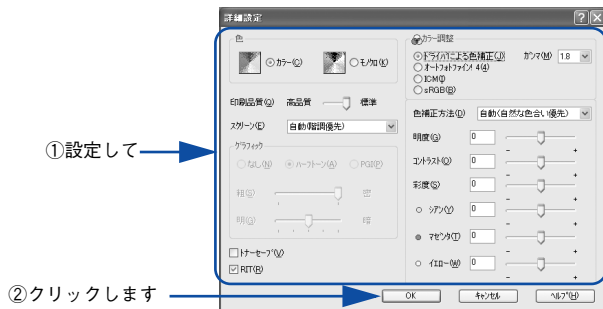 詳細設定
色
カラー(C)
モノクロ(K)
印刷品質(Q) 高品質 標準
スクリーン(E) 自動(階調優先)
グラフィック
なし(N) ハーフトーン(A) PGI(P)
粗(S) 密
明(G) 暗
トナーセーブ(V)
RIT(R)
カラー調整
ドライバによる色補正(J) ガンマ(M) 1.8
オートフォトファイン!4(4)
ICM(I)
sRGB(B)
色補正方法(D) 自動(自然な色合い優先)
明度(G) 0
- +
コントラスト(O) 0
- +
彩度(S) 0
- +
シアン(Y) 0
- +
マゼンタ(T) 0
- +
イエロー(W) 0
- +
OK キャンセル ヘルプ(H)
①設定して
②クリックします